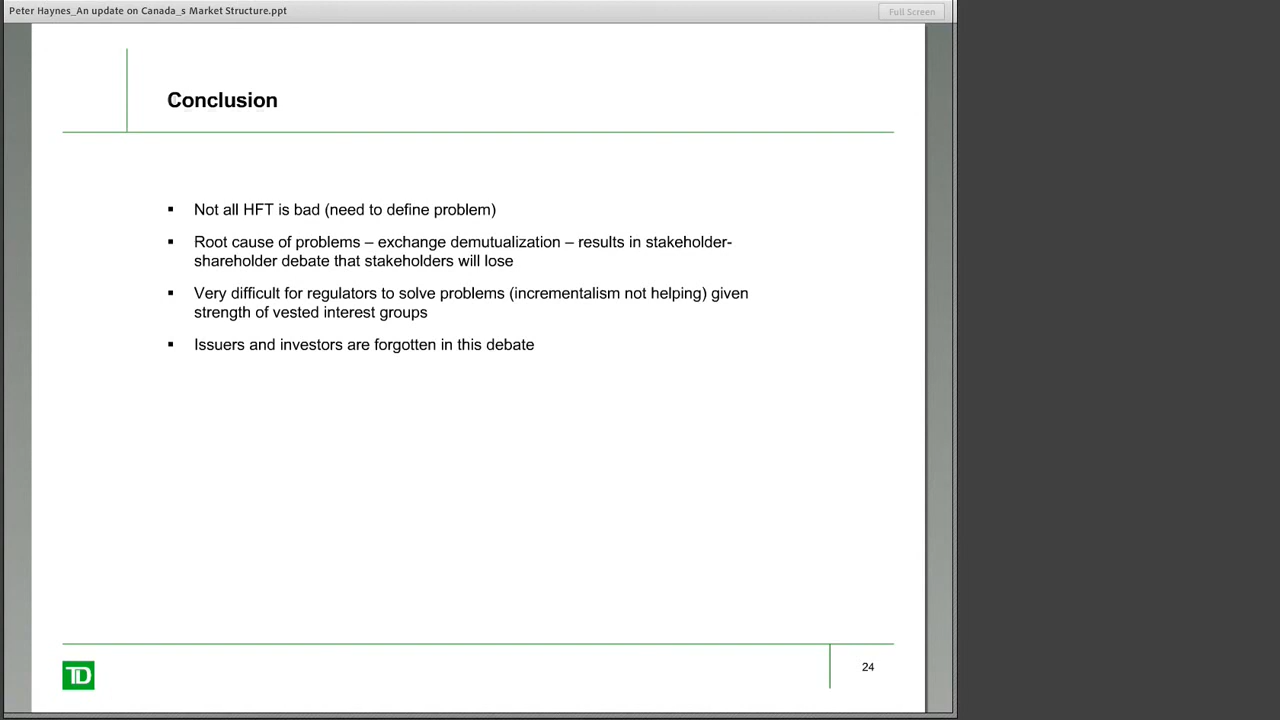 Peter Haynes_An update on Canada_s Market Structure.ppt
Full Screen
Conclusion
▪ Not all HFT is bad (need to define problem)
▪ Root cause of problems – exchange demutualization – results in stakeholder-
shareholder debate that stakeholders will lose
▪ Very difficult for regulators to solve problems (incrementalism not helping) given
strength of vested interest groups
▪ Issuers and investors are forgotten in this debate
TD
24